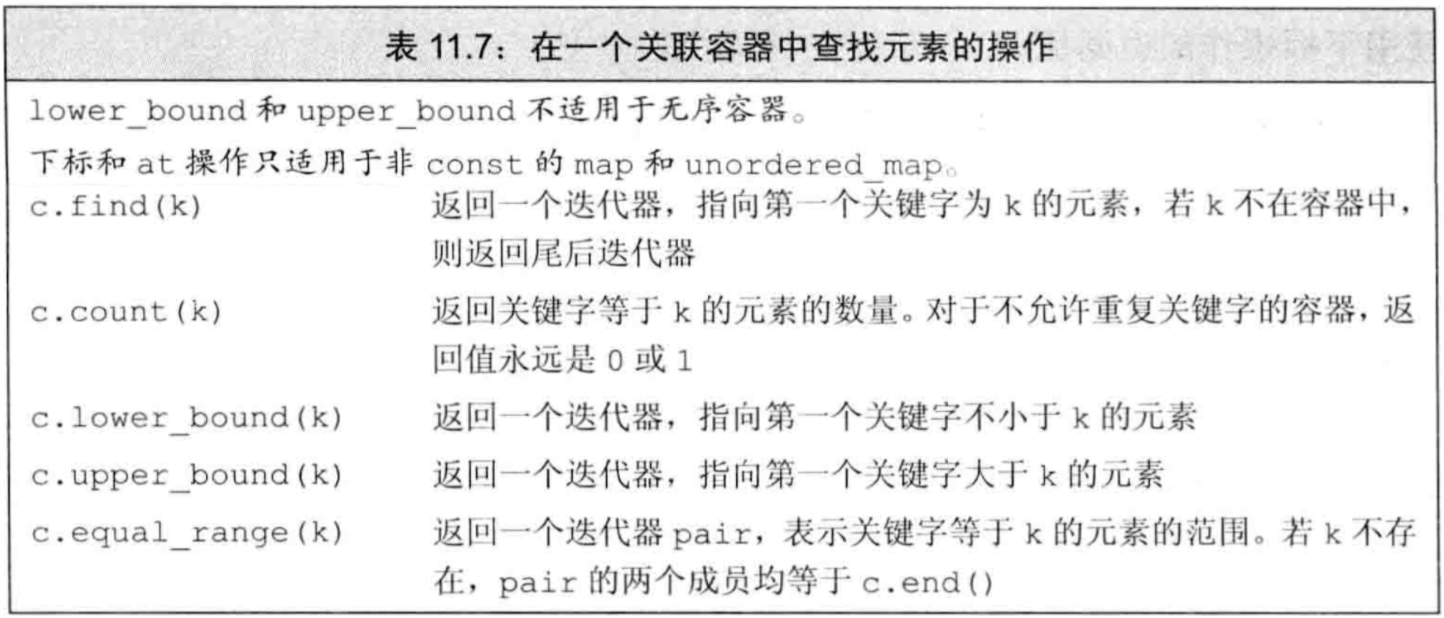 表 11.7：在一个关联容器中查找元素的操作
lower_bound 和 upper_bound 不适用于无序容器。
下标和 at 操作只适用于非 const 的 map 和 unordered_map。
c.find(k) 返回一个迭代器，指向第一个关键字为 k 的元素，若 k 不在容器中，
则返回尾后迭代器
c.count(k) 返回关键字等于 k 的元素的数量。对于不允许重复关键字的容器，返
回值永远是 0 或 1
c.lower_bound(k) 返回一个迭代器，指向第一个关键字不小于 k 的元素
c.upper_bound(k) 返回一个迭代器，指向第一个关键字大于 k 的元素
c.equal_range(k) 返回一个迭代器 pair，表示关键字等于 k 的元素的范围。若 k 不存
在，pair 的两个成员均等于 c.end()